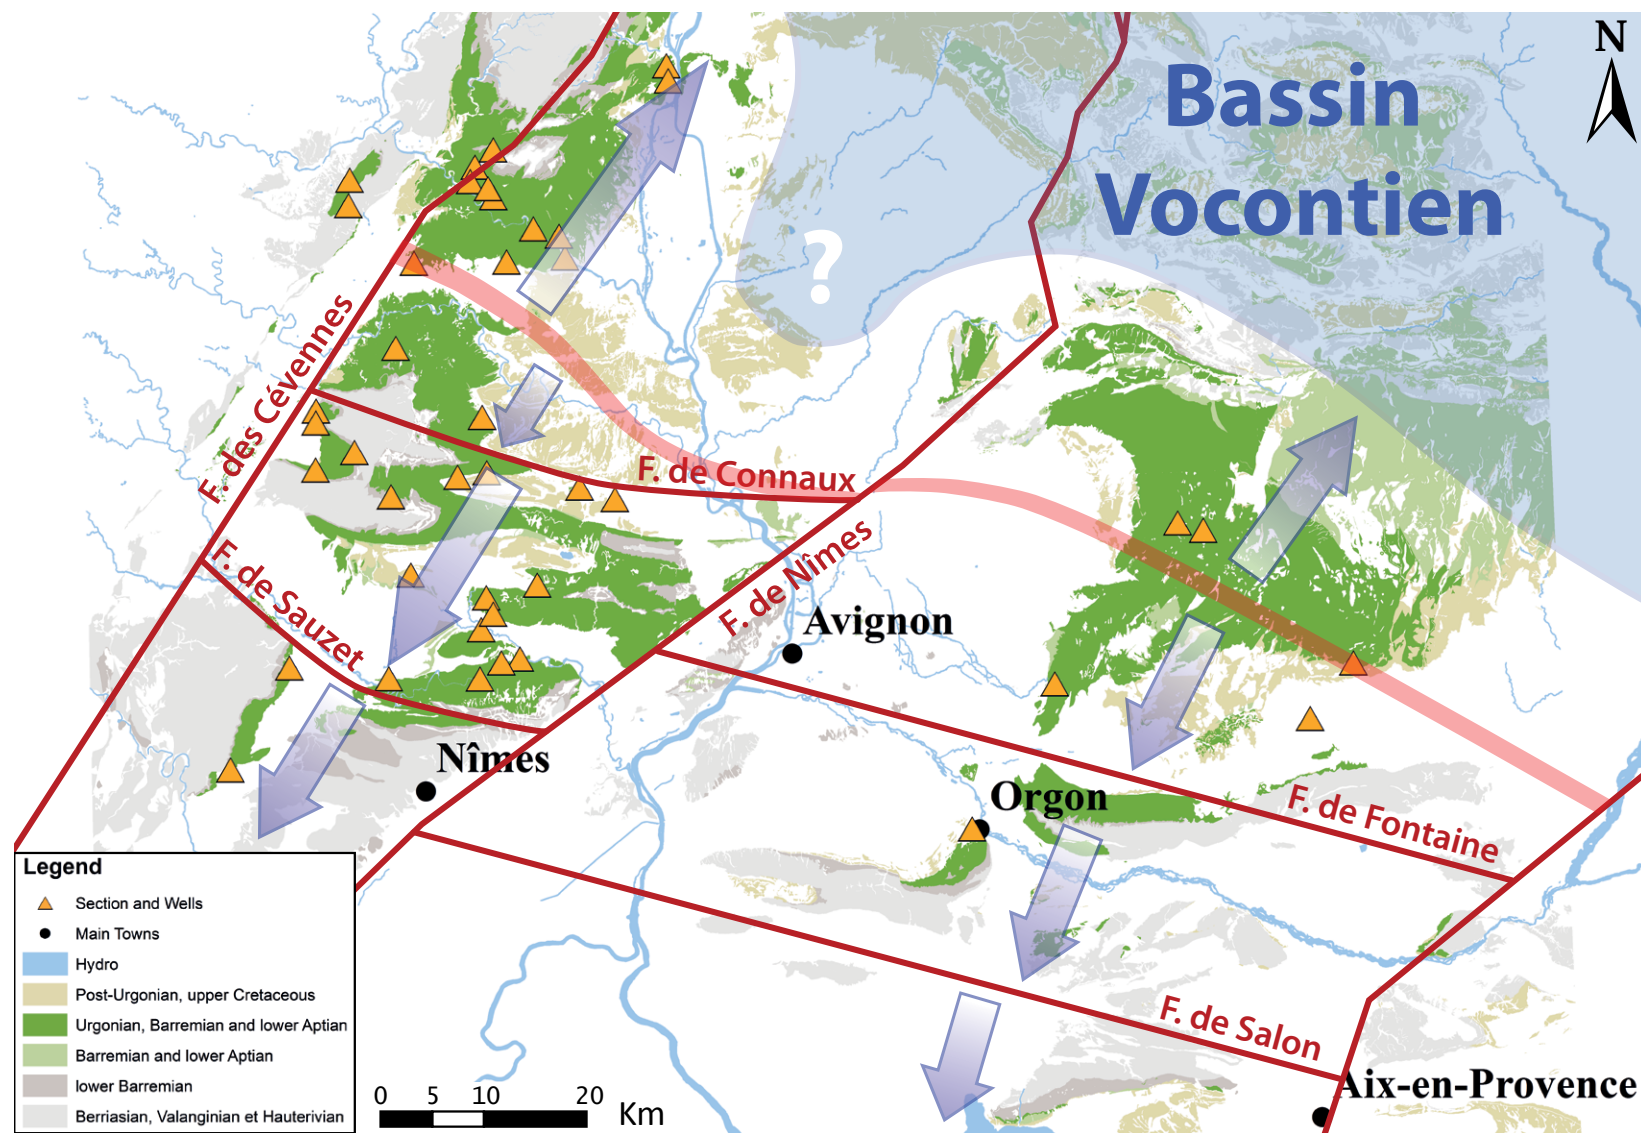 N
Bassin
Vocontien
?
F. des Cévennes
F. de Connaux
F. de Nîmes
F. de Sauzet
Avignon
Nîmes
Orgon
F. de Fontaine
F. de Salon
Aix-en-Provence
Legend
Section and Wells
Main Towns
Hydro
Post-Urgonian, upper Cretaceous
Urgonian, Barremian and lower Aptian
Barremian and lower Aptian
lower Barremian
Berriasian, Valanginian et Hauterivian
0 5 10 20
Km